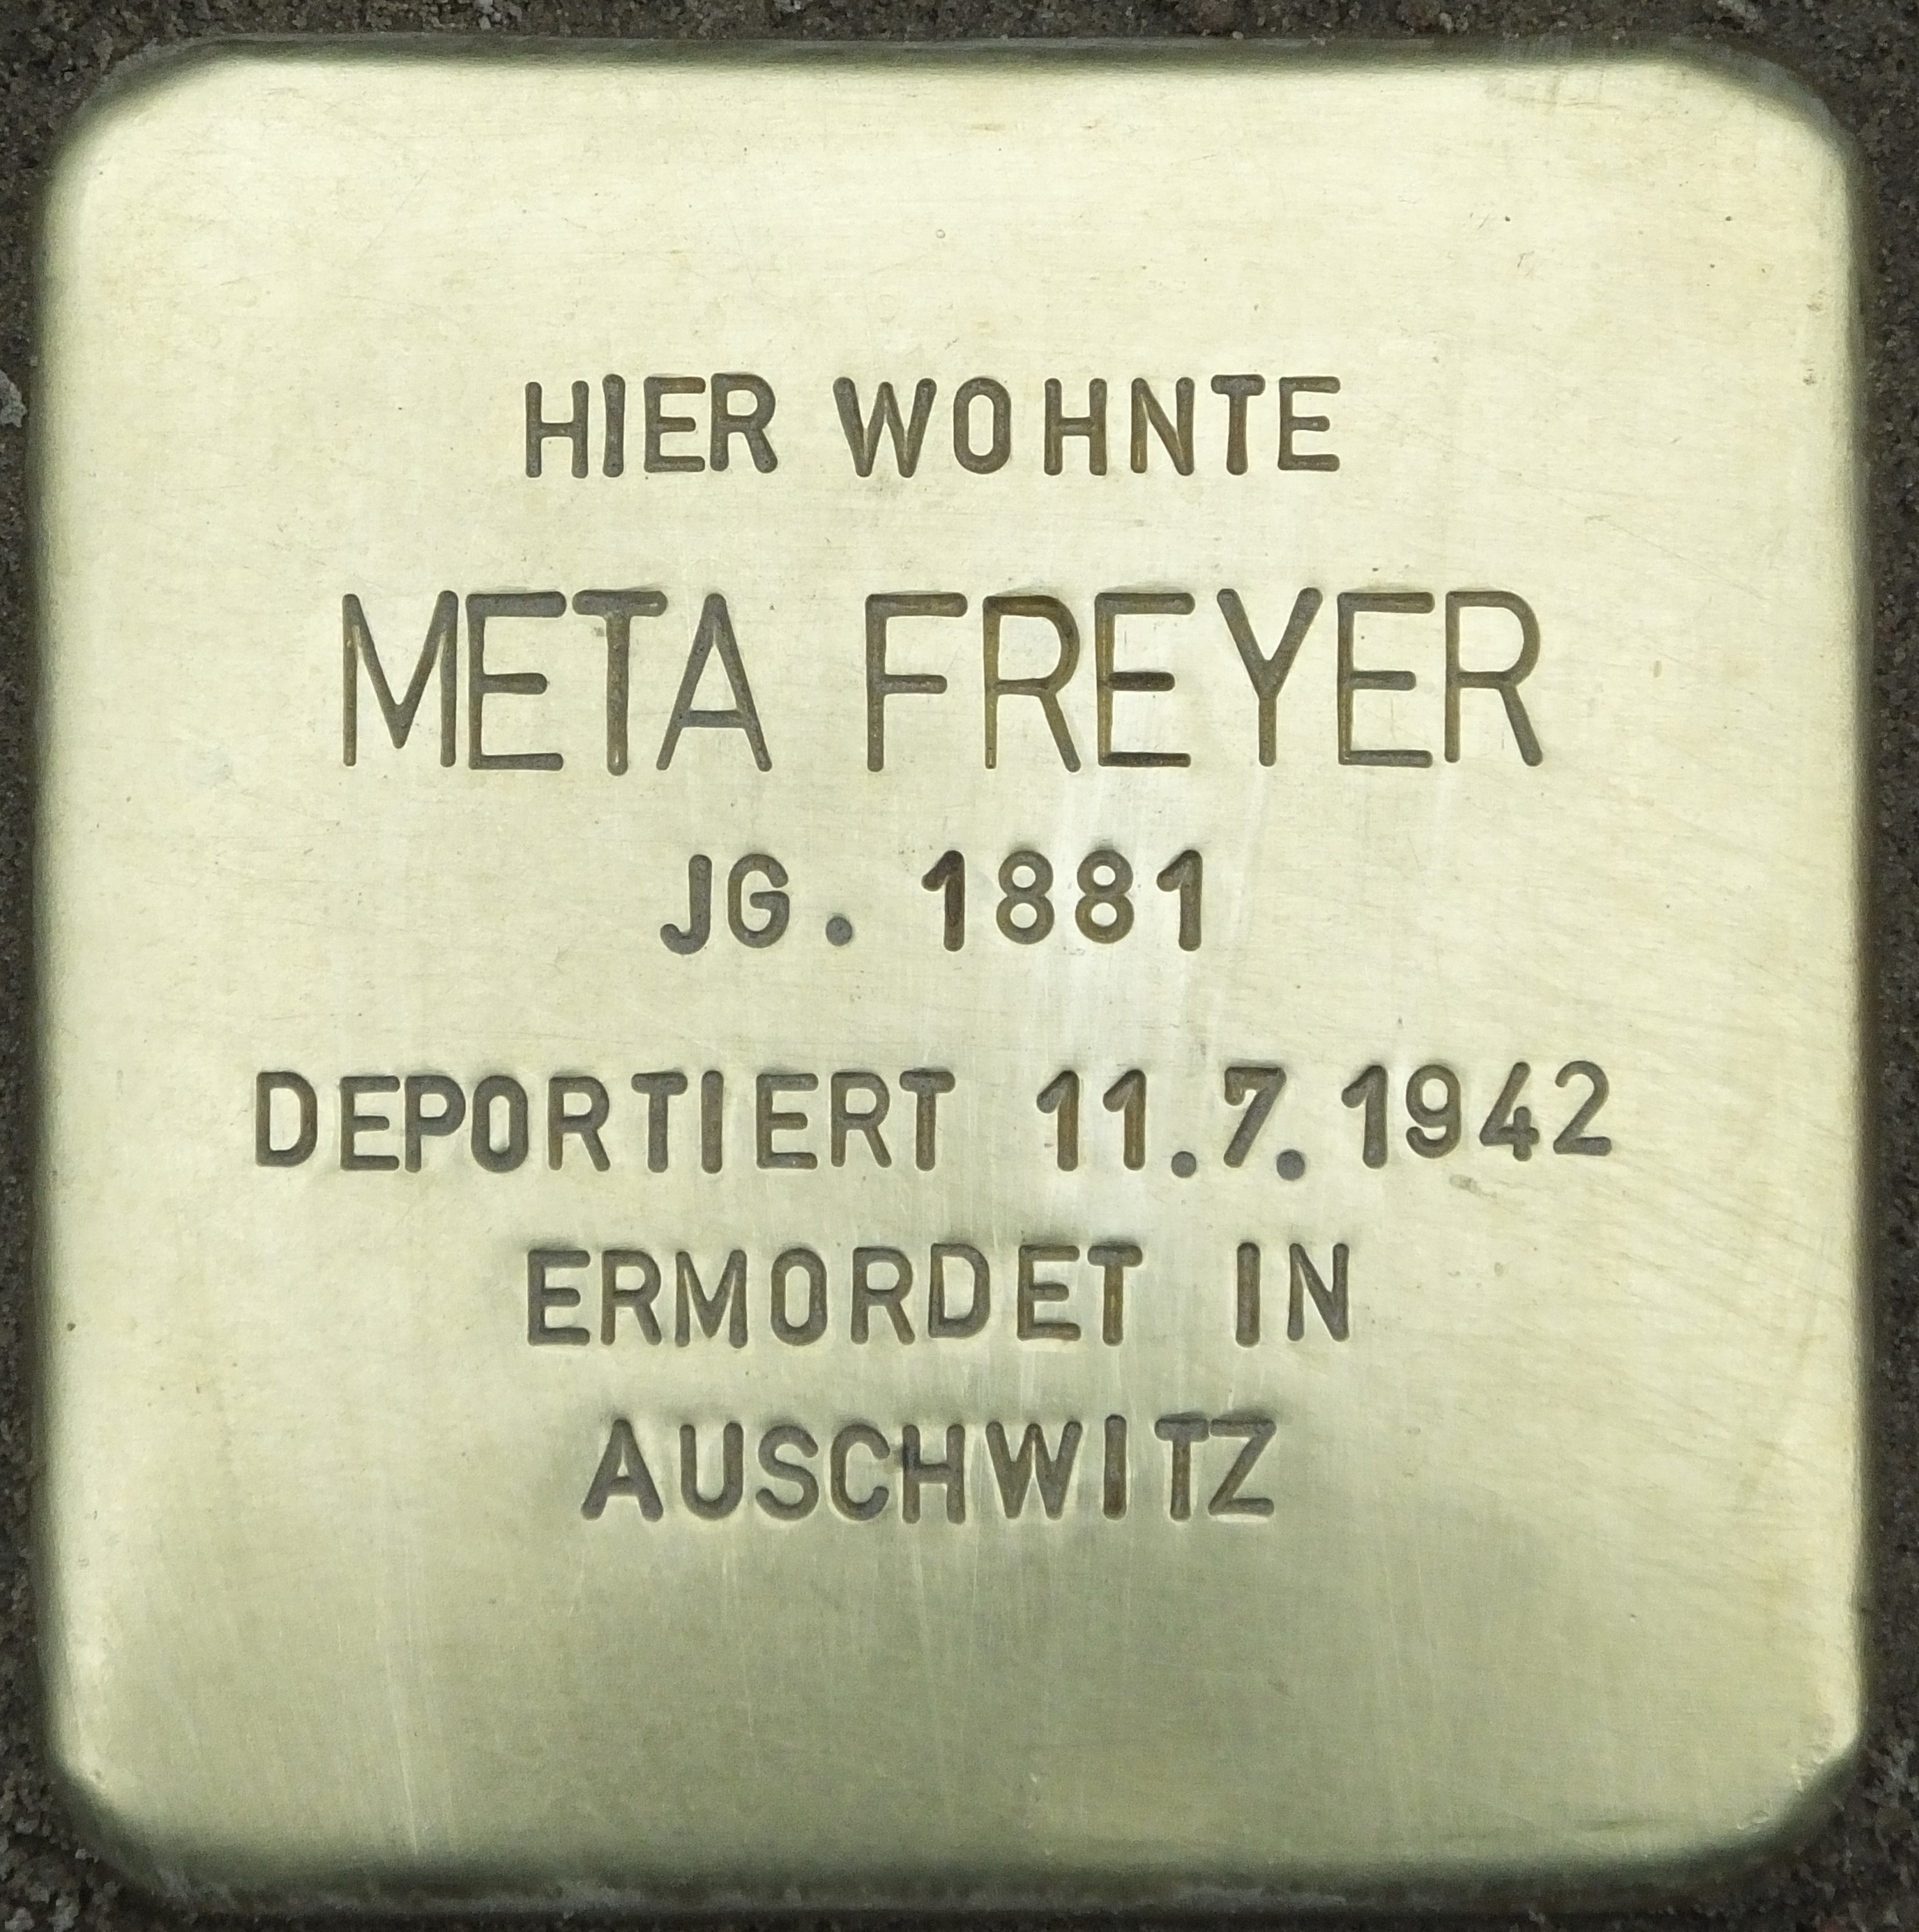 HIER WOHNTE
META FREYER
JG. 1881
DEPORTIERT 11.7.1942
ERMORDET IN
AUSCHWITZ